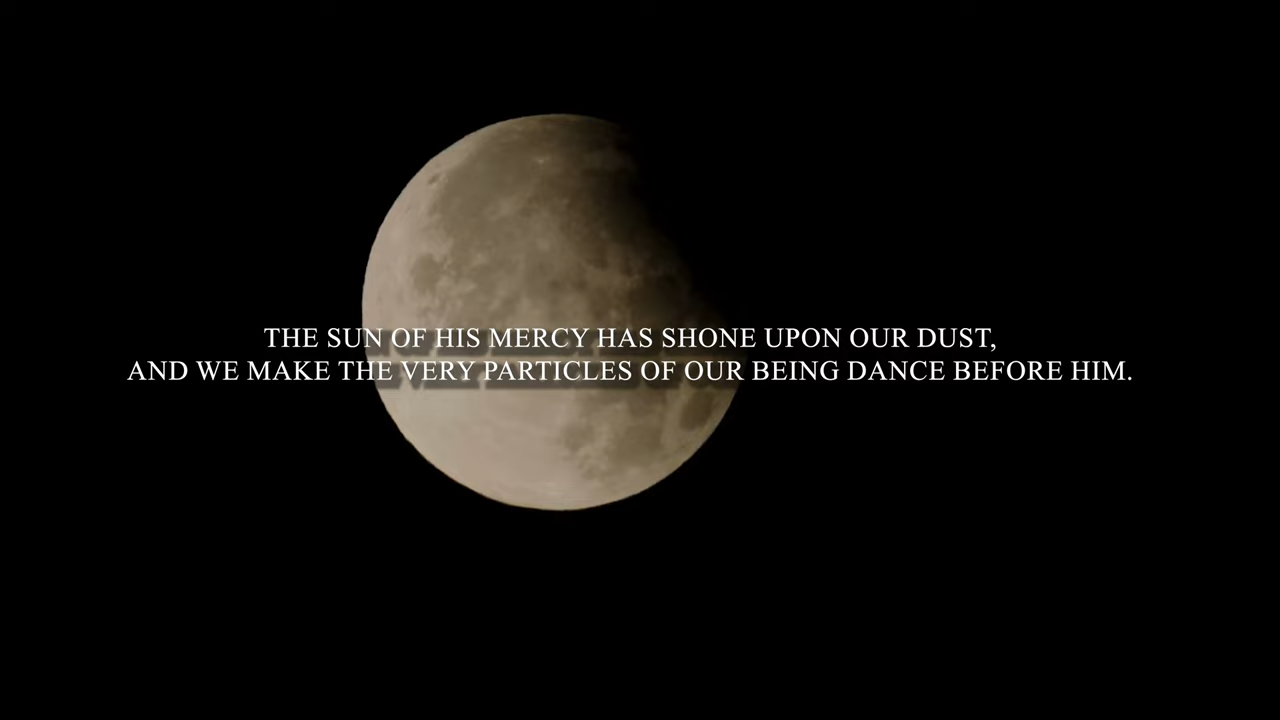 THE SUN OF HIS MERCY HAS SHONE UPON OUR DUST,
AND WE MAKE THE VERY PARTICLES OF OUR BEING DANCE BEFORE HIM.